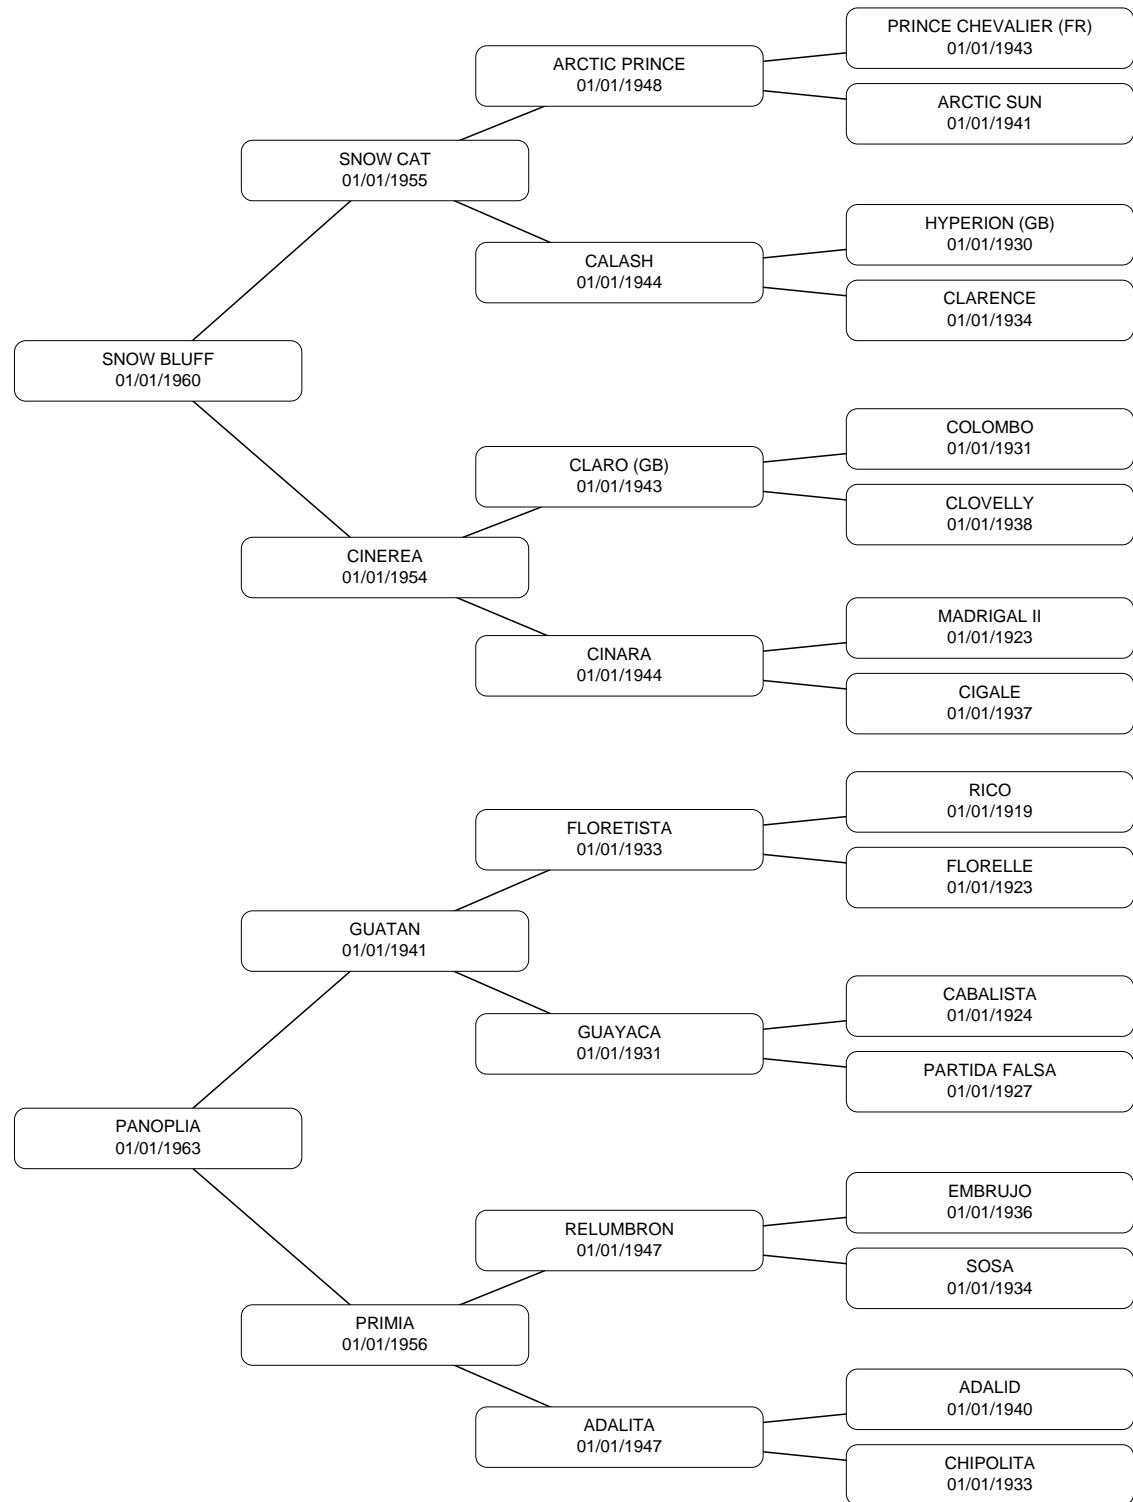 PRINCE CHEVALIER (FR)
01/01/1943
ARCTIC PRINCE
01/01/1948
ARCTIC SUN
01/01/1941
SNOW CAT
01/01/1955
HYPERION (GB)
01/01/1930
CALASH
01/01/1944
CLARENCE
01/01/1934
SNOW BLUFF
01/01/1960
COLOMBO
01/01/1931
CLARO (GB)
01/01/1943
CLOVELLY
01/01/1938
CINEREA
01/01/1954
MADRIGAL II
01/01/1923
CINARA
01/01/1944
CIGALE
01/01/1937
RICO
01/01/1919
FLORETISTA
01/01/1933
FLORELLE
01/01/1923
GUATAN
01/01/1941
CABALISTA
01/01/1924
GUAYACA
01/01/1931
PARTIDA FALSA
01/01/1927
PANOPLIA
01/01/1963
EMBRUJO
01/01/1936
RELUMBRON
01/01/1947
SOSA
01/01/1934
PRIMIA
01/01/1956
ADALID
01/01/1940
ADALITA
01/01/1947
CHIPOLITA
01/01/1933